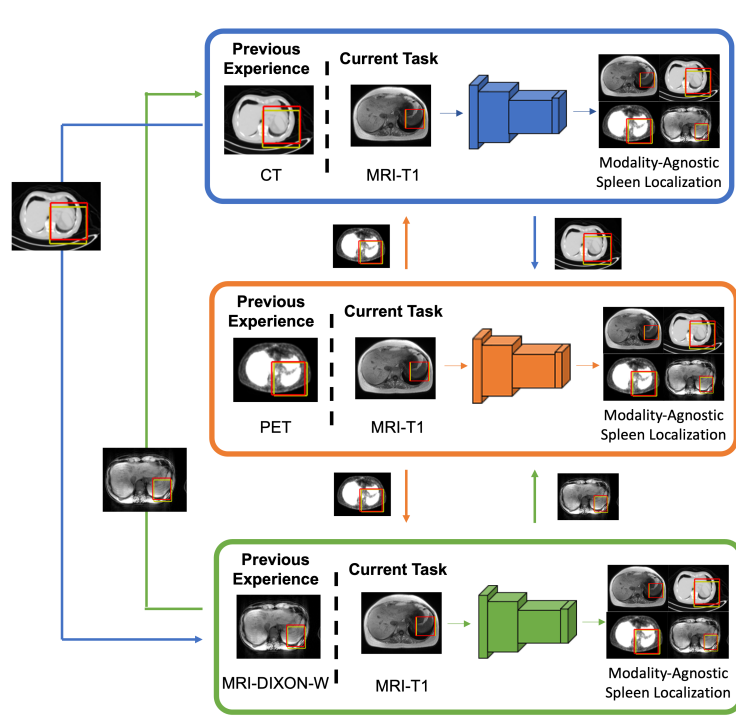 Previous
Experience
Current Task
CT
MRI-T1
Modality-Agnostic
Spleen Localization
Previous
Experience
Current Task
PET
MRI-T1
Modality-Agnostic
Spleen Localization
Previous
Experience
Current Task
MRI-DIXON-W
MRI-T1
Modality-Agnostic
Spleen Localization